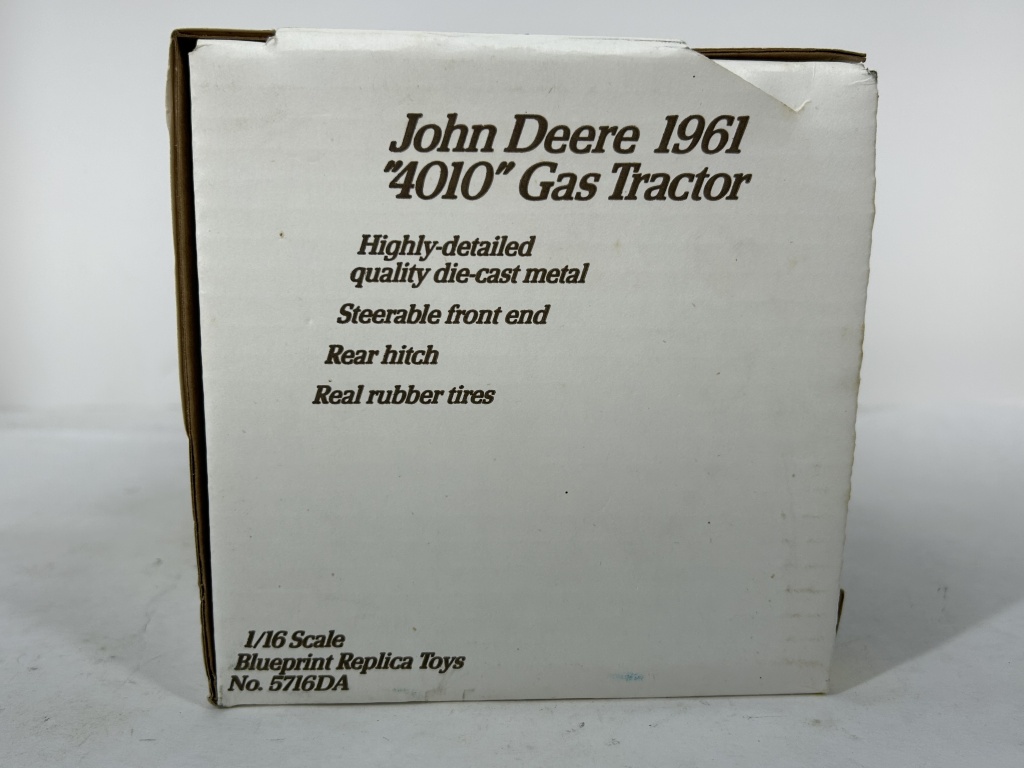 John Deere 1961
"4010" Gas Tractor
Highly-detailed
quality die-cast metal
Steerable front end
Rear hitch
Real rubber tires
1/16 Scale
Blueprint Replica Toys
No. 5716DA